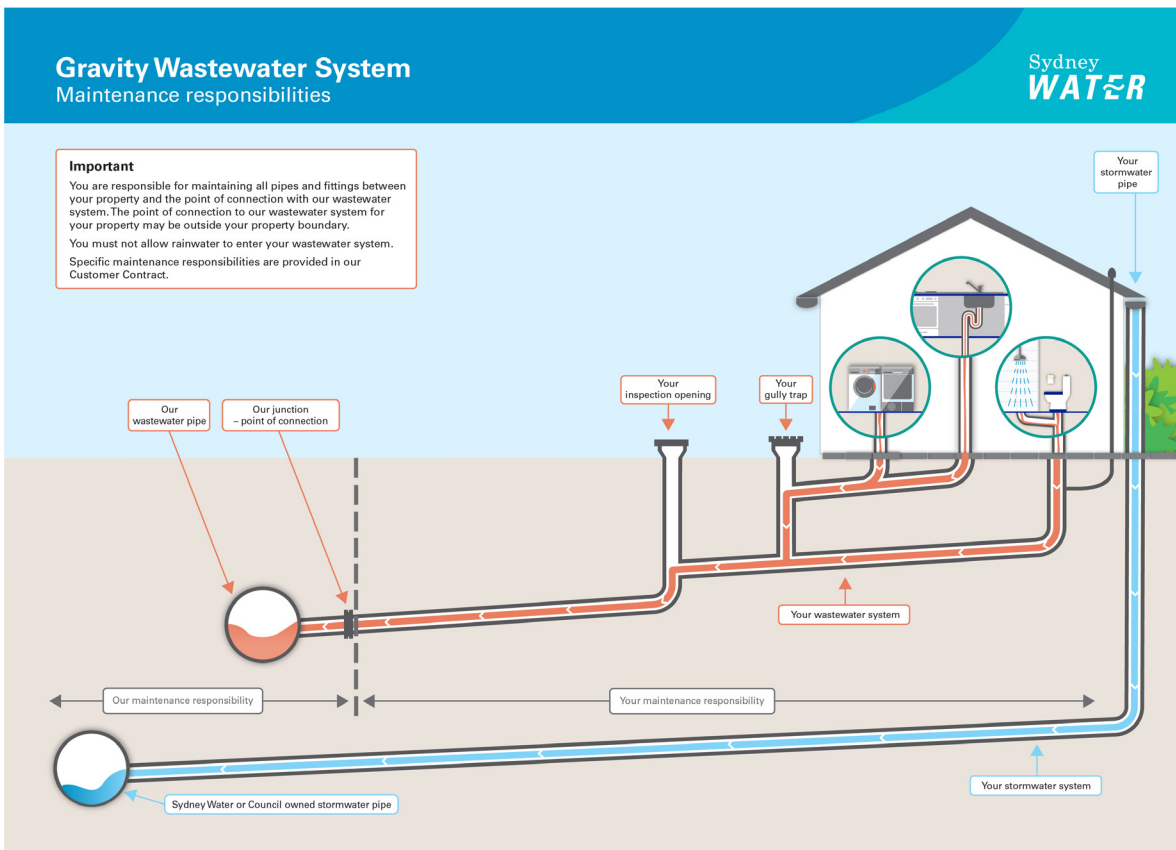 Gravity Wastewater System
Maintenance responsibilities
Sydney
WATER
Important
You are responsible for maintaining all pipes and fittings between
your property and the point of connection with our wastewater
system. The point of connection to our wastewater system for
your property may be outside your property boundary.
You must not allow rainwater to enter your wastewater system.
Specific maintenance responsibilities are provided in our
Customer Contract.
Your
stormwater
pipe
Your
inspection opening
Your
gully trap
Our
wastewater pipe
Our junction
– point of connection
Your wastewater system
Our maintenance responsibility
Your maintenance responsibility
Your stormwater system
Sydney Water or Council owned stormwater pipe